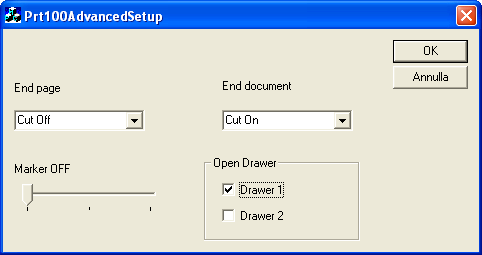 Prt100AdvancedSetup
OK
Annulla
End page
End document
Cut Off
Cut On
Marker OFF
Open Drawer
Drawer 1
Drawer 2